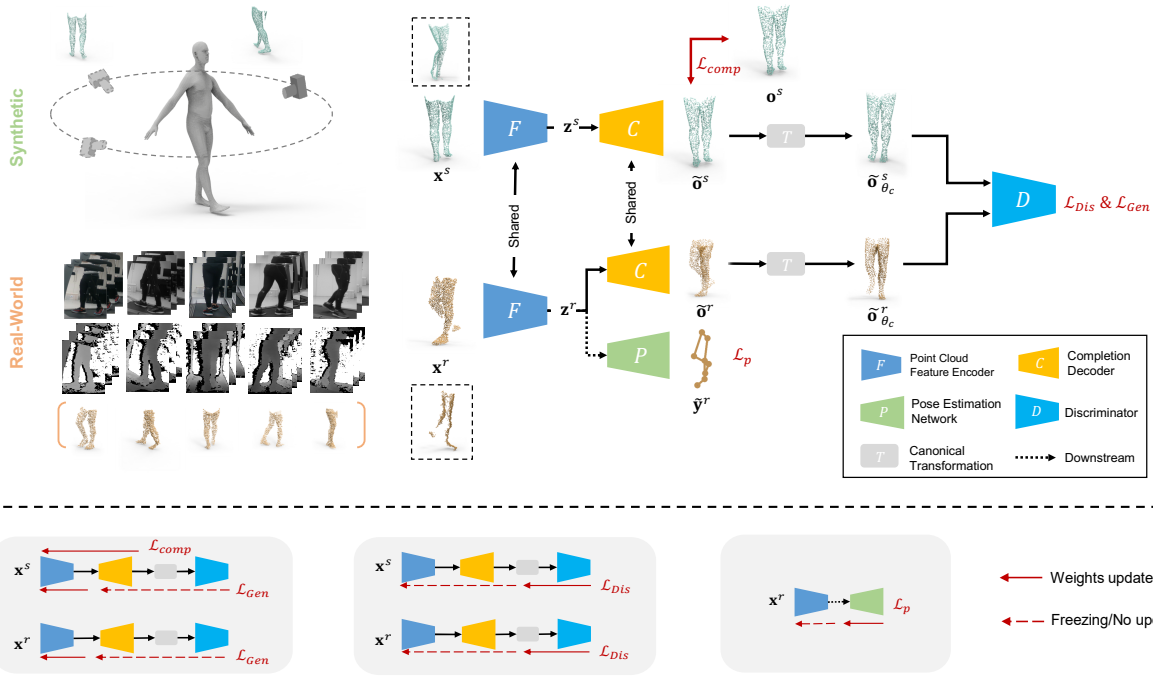 Synthetic
Real-World
x^s
F
z^s
C
õ^s
ℒ_comp
o^s
T
õ^s_θc
D
ℒ_Dis & ℒ_Gen
Shared
Shared
x^r
F
z^r
C
õ^r
T
õ^r_θc
P
ỹ^r
ℒ_p
F
Point Cloud
Feature Encoder
C
Completion
Decoder
P
Pose Estimation
Network
D
Discriminator
T
Canonical
Transformation
Downstream
x^s
ℒ_comp
ℒ_Gen
x^r
ℒ_Gen
x^s
ℒ_Dis
x^r
ℒ_Dis
x^r
ℒ_p
Weights update
Freezing/No up